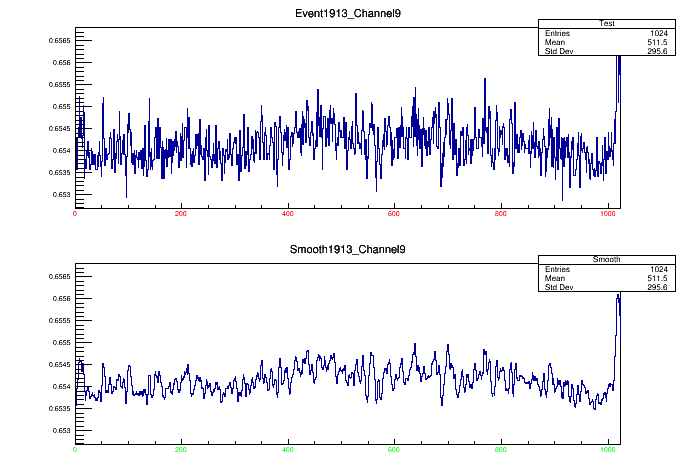 Event1913_Channel9
Test
Entries 1024
Mean 511.5
Std Dev 295.6
0.6565
0.656
0.6555
0.655
0.6545
0.654
0.6535
0.653
0 200 400 600 800 1000
Smooth1913_Channel9
Smooth
Entries 1024
Mean 511.5
Std Dev 295.6
0.6565
0.656
0.6555
0.655
0.6545
0.654
0.6535
0.653
0 200 400 600 800 1000